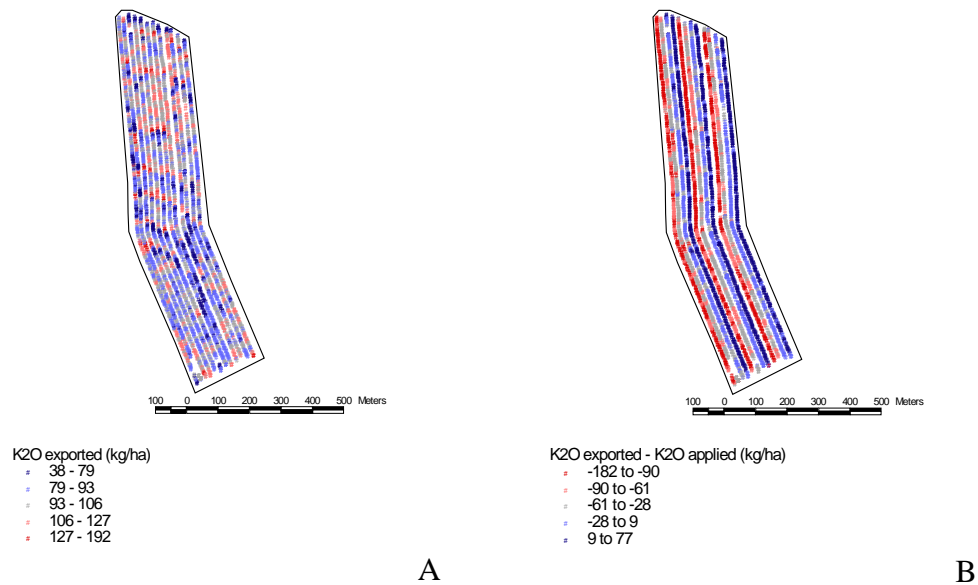 100 0 100 200 300 400 500 Meters
K2O exported (kg/ha)
# 38 - 79
# 79 - 93
# 93 - 106
# 106 - 127
# 127 - 192
A
100 0 100 200 300 400 500 Meters
K2O exported - K2O applied (kg/ha)
# -182 to -90
# -90 to -61
# -61 to -28
# -28 to 9
# 9 to 77
B